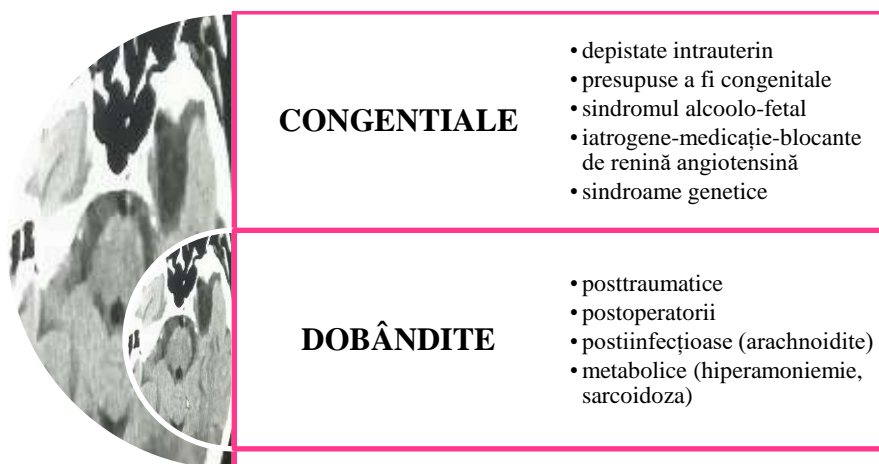 CONGENTIALE
• depistate intrauterin
• presupuse a fi congenitale
• sindromul alcoolo-fetal
• iatrogene-medicație-blocante
de renină angiotensină
• sindroame genetice
DOBÂNDITE
• posttraumatice
• postoperatorii
• postiinfecțioase (arachnoidite)
• metabolice (hiperamoniemie,
sarcoidoza)